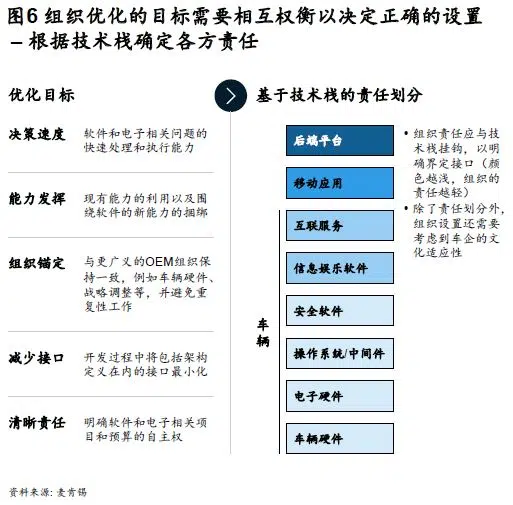 图6 组织优化的目标需要相互权衡以决定正确的设置
–根据技术栈确定各方责任
优化目标
决策速度
软件和电子相关问题的
快速处理和执行能力
能力发挥
现有能力的利用以及围
绕软件的新能力的捆绑
组织锚定
与更广义的OEM组织保
持一致，例如车辆硬件、
战略调整等，并避免重
复性工作
减少接口
开发过程中将包括架构
定义在内的接口最小化
清晰责任
明确软件和电子相关项
目和预算的自主权
基于技术栈的责任划分
后端平台
移动应用
互联服务
信息娱乐软件
安全软件
操作系统/中间件
电子硬件
车辆硬件
车
辆
• 组织责任应与技
术栈挂钩，以明
确界定接口（颜
色越浅，组织的
责任越轻）
• 除了责任划分外，
组织设置还需要
考虑到车企的文
化适应性
资料来源: 麦肯锡